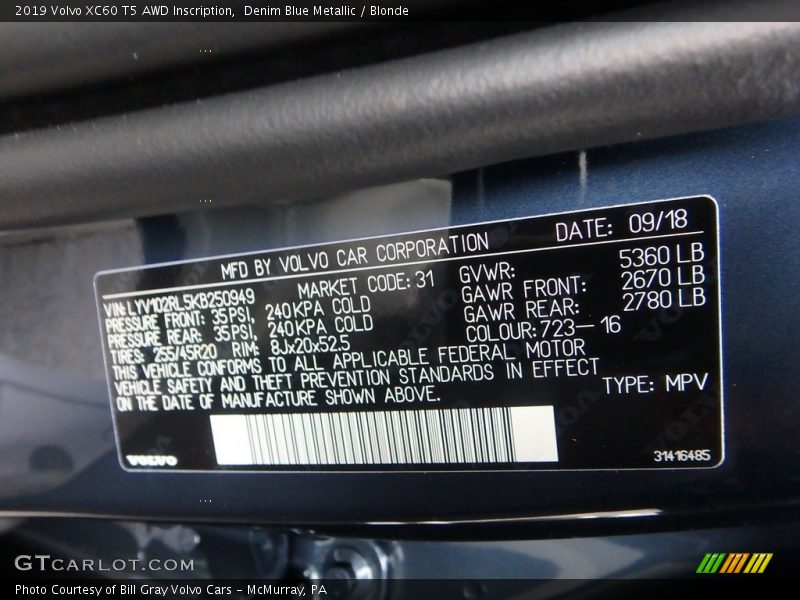 2019 Volvo XC60 T5 AWD Inscription,  Denim Blue Metallic / Blonde
MFD BY VOLVO CAR CORPORATION DATE: 09/18
VIN: LYV102RL5KB250949 MARKET CODE: 31 GVWR: 5360 LB
PRESSURE FRONT: 35PSI, 240KPA COLD GAWR FRONT: 2670 LB
PRESSURE REAR: 35PSI, 240KPA COLD GAWR REAR: 2780 LB
TIRES: 255/45R20 RIM: 8Jx20x52.5 COLOUR: 723-16
THIS VEHICLE CONFORMS TO ALL APPLICABLE FEDERAL MOTOR
VEHICLE SAFETY AND THEFT PREVENTION STANDARDS IN EFFECT
ON THE DATE OF MANUFACTURE SHOWN ABOVE. TYPE: MPV
VOLVO 31416485
GTCARLOT.COM
Photo Courtesy of Bill Gray Volvo Cars - McMurray, PA